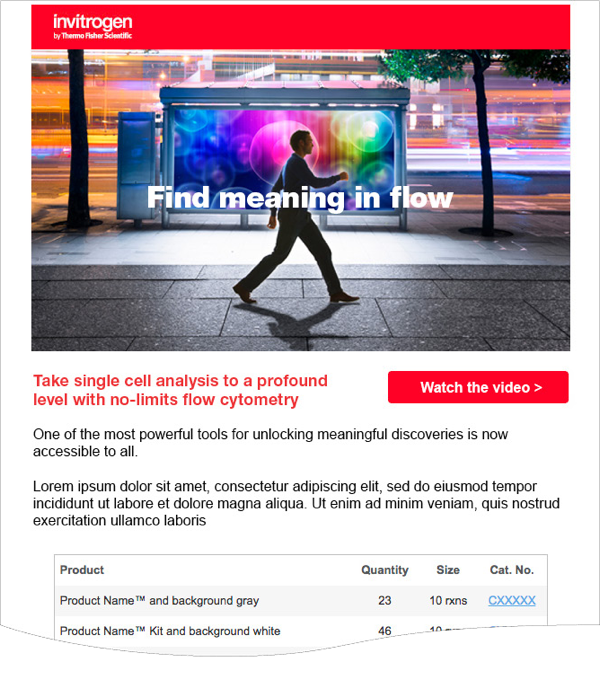 invitrogen
by Thermo Fisher Scientific
Find meaning in flow
Take single cell analysis to a profound
level with no-limits flow cytometry
Watch the video >
One of the most powerful tools for unlocking meaningful discoveries is now
accessible to all.
Lorem ipsum dolor sit amet, consectetur adipiscing elit, sed do eiusmod tempor
incididunt ut labore et dolore magna aliqua. Ut enim ad minim veniam, quis nostrud
exercitation ullamco laboris
Product Quantity Size Cat. No.
Product Name™ and background gray 23 10 rxns CXXXXX
Product Name™ Kit and background white 46